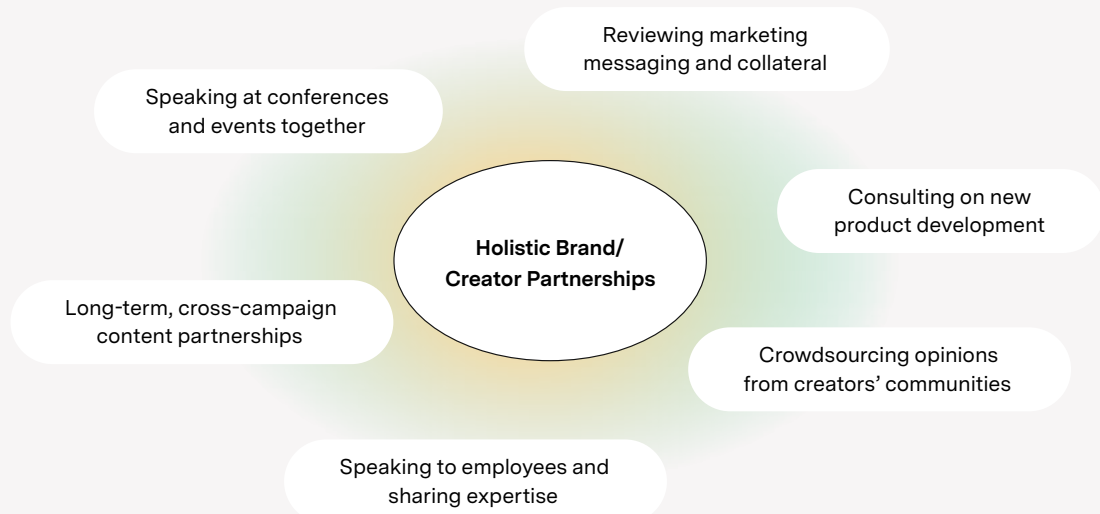 Reviewing marketing
messaging and collateral
Speaking at conferences
and events together
Consulting on new
product development
Holistic Brand/
Creator Partnerships
Long-term, cross-campaign
content partnerships
Crowdsourcing opinions
from creators’ communities
Speaking to employees and
sharing expertise